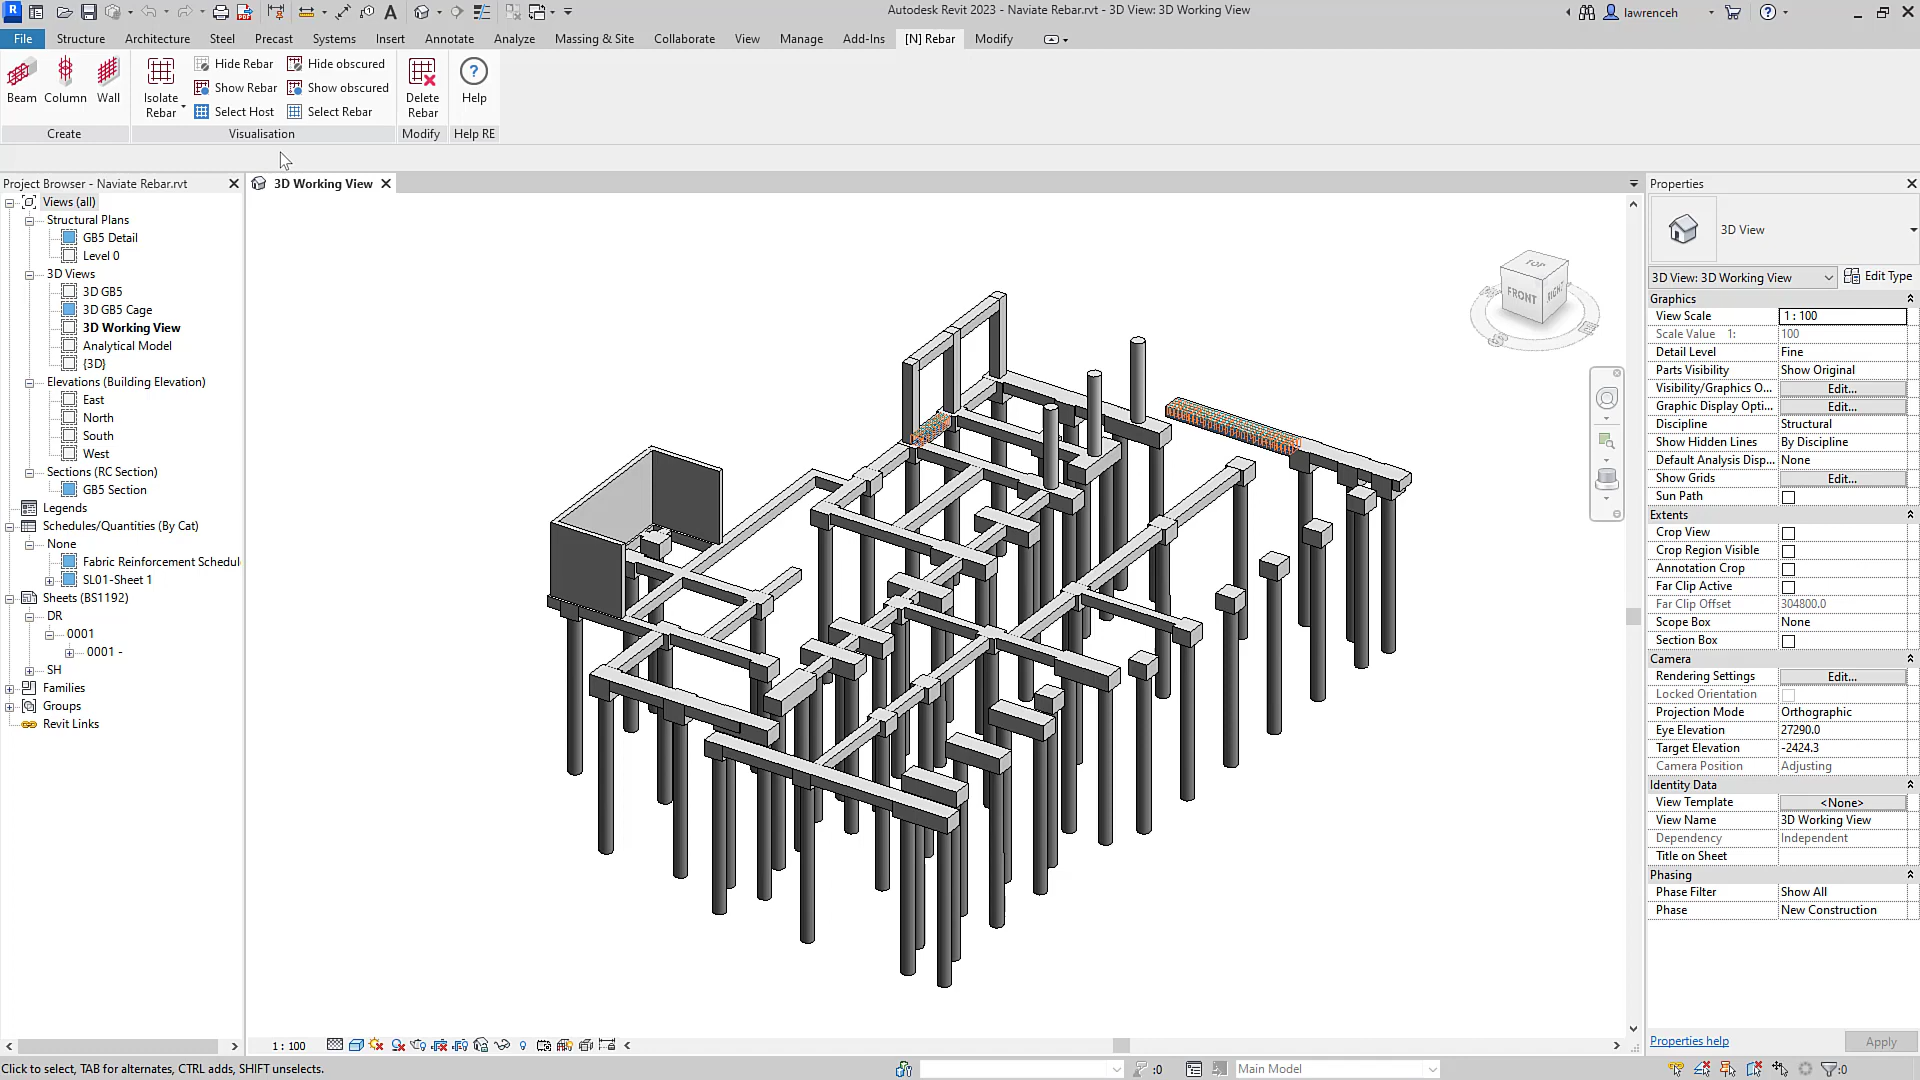 Autodesk Revit 2023 - Naviate Rebar.rvt - 3D View: 3D Working View
lawrenceh
File
Structure
Architecture
Steel
Precast
Systems
Insert
Annotate
Analyze
Massing & Site
Collaborate
View
Manage
Add-Ins
[N] Rebar
Modify
Beam
Column
Wall
Isolate
Rebar
Hide Rebar
Show Rebar
Select Host
Hide obscured
Show obscured
Select Rebar
Delete
Rebar
Help
Create
Visualisation
Modify
Help RE
Project Browser - Naviate Rebar.rvt
Views (all)
Structural Plans
GB5 Detail
Level 0
3D Views
3D GB5
3D GB5 Cage
3D Working View
Analytical Model
{3D}
Elevations (Building Elevation)
East
North
South
West
Sections (RC Section)
GB5 Section
Legends
Schedules/Quantities (By Cat)
None
Fabric Reinforcement Schedul
SL01-Sheet 1
Sheets (BS1192)
DR
0001
0001 -
SH
Families
Groups
Revit Links
3D Working View
TOP
FRONT
RIGHT
Properties
3D View
3D View: 3D Working View
Edit Type
Graphics
View Scale 1 : 100
Scale Value 1: 100
Detail Level Fine
Parts Visibility Show Original
Visibility/Graphics O... Edit...
Graphic Display Opti... Edit...
Discipline Structural
Show Hidden Lines By Discipline
Default Analysis Disp... None
Show Grids Edit...
Sun Path
Extents
Crop View
Crop Region Visible
Annotation Crop
Far Clip Active
Far Clip Offset 304800.0
Scope Box None
Section Box
Camera
Rendering Settings Edit...
Locked Orientation
Projection Mode Orthographic
Eye Elevation 27290.0
Target Elevation -2424.3
Camera Position Adjusting
Identity Data
View Template <None>
View Name 3D Working View
Dependency Independent
Title on Sheet
Phasing
Phase Filter Show All
Phase New Construction
Properties help
Apply
1 : 100
Click to select, TAB for alternates, CTRL adds, SHIFT unselects.
:0
Main Model
:0